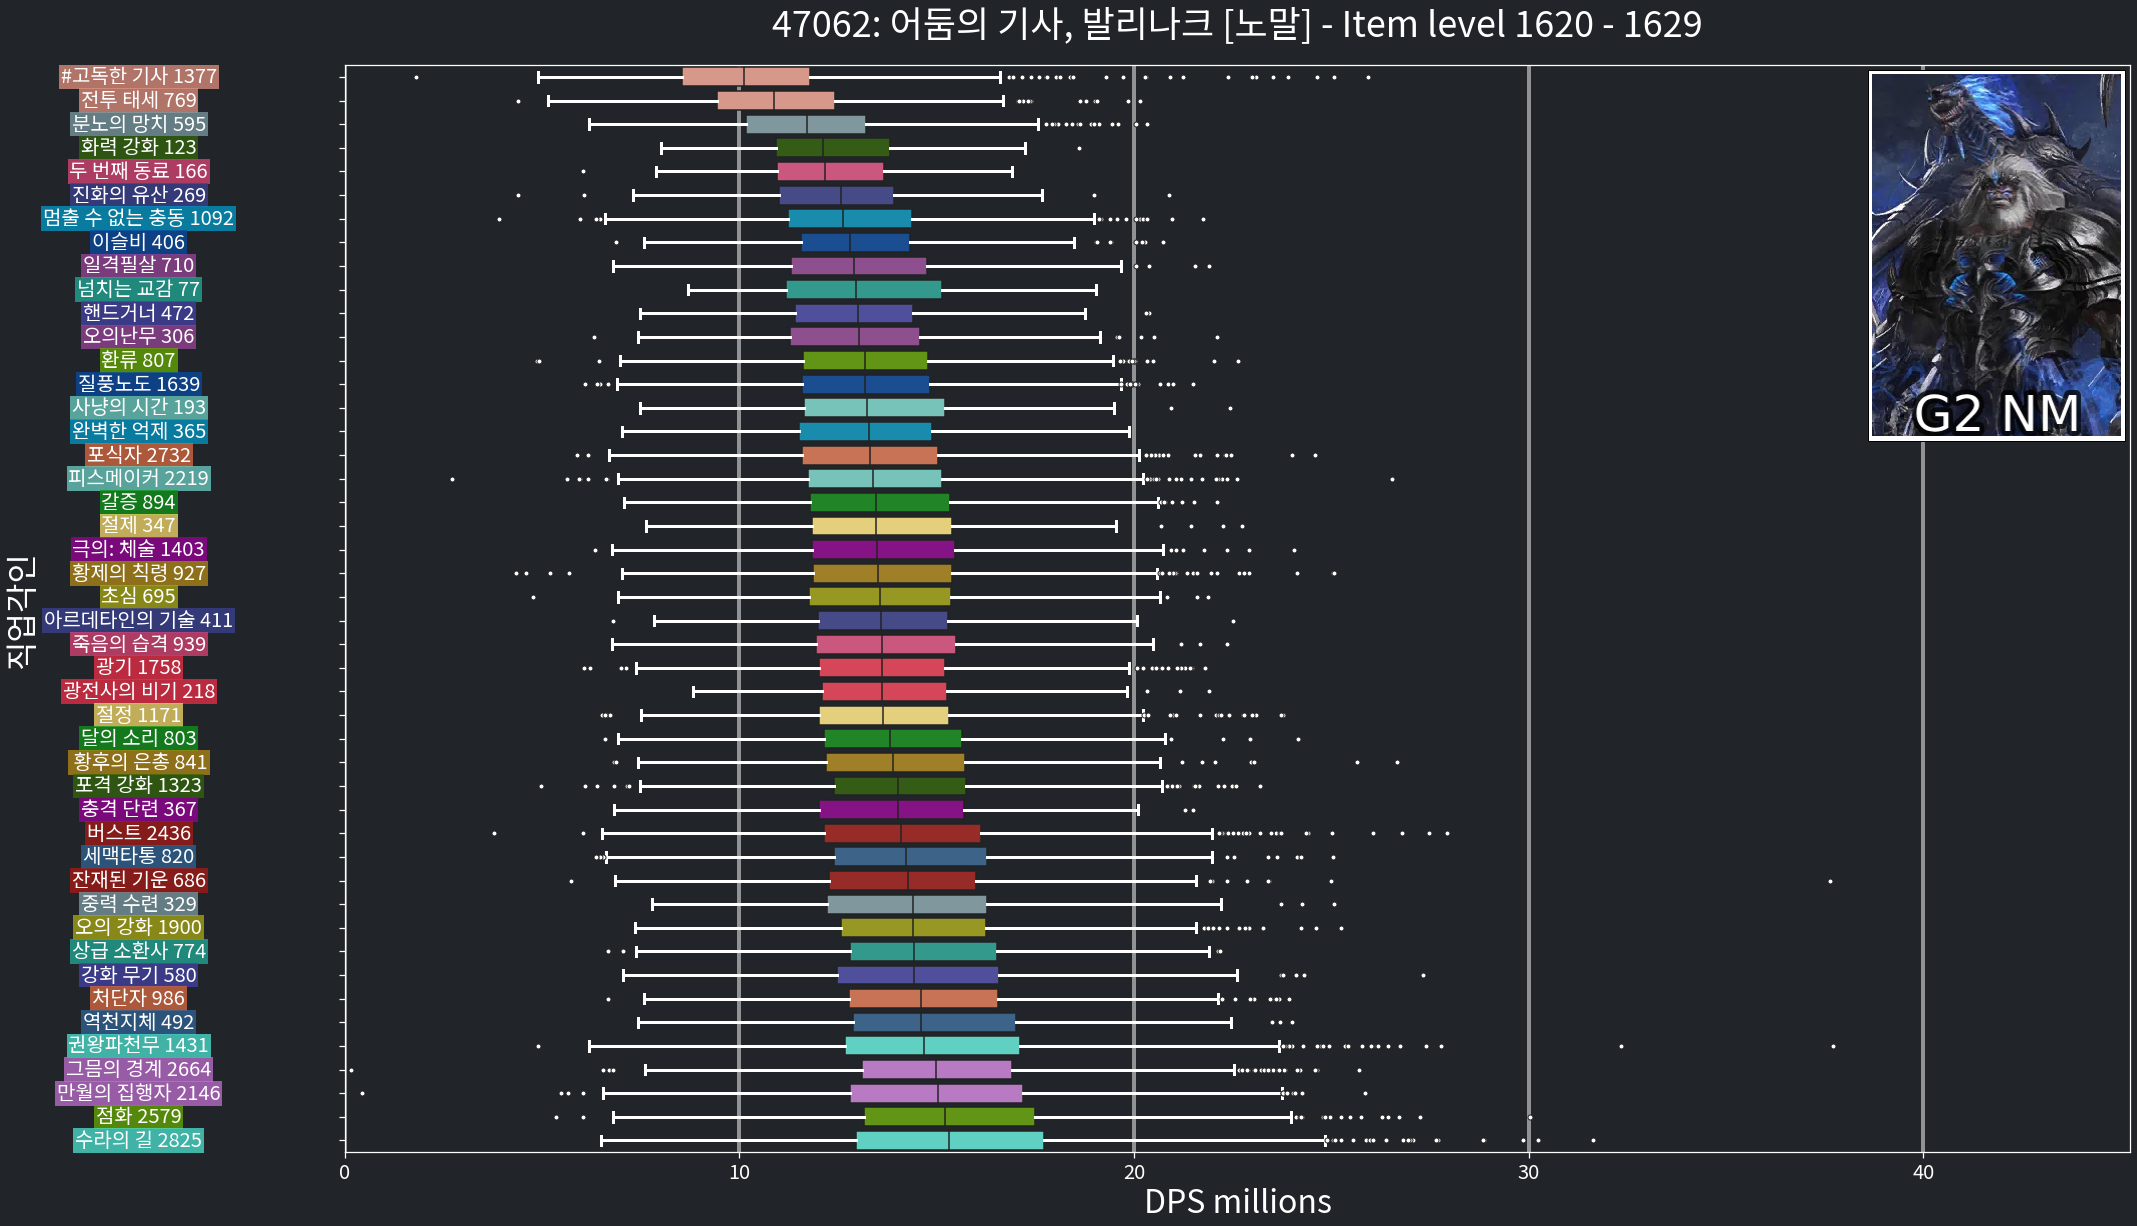 47062: 어둠의 기사, 발리나크 [노말] - Item level 1620 - 1629
#고독한 기사 1377
전투 태세 769
분노의 망치 595
화력 강화 123
두 번째 동료 166
진화의 유산 269
멈출 수 없는 충동 1092
이슬비 406
일격필살 710
넘치는 교감 77
핸드거너 472
오의난무 306
환류 807
질풍노도 1639
사냥의 시간 193
완벽한 억제 365
포식자 2732
피스메이커 2219
갈증 894
절제 347
극의: 체술 1403
황제의 칙령 927
초심 695
아르데타인의 기술 411
죽음의 습격 939
광기 1758
광전사의 비기 218
절정 1171
달의 소리 803
황후의 은총 841
포격 강화 1323
충격 단련 367
버스트 2436
세맥타통 820
잔재된 기운 686
중력 수련 329
오의 강화 1900
상급 소환사 774
강화 무기 580
처단자 986
역천지체 492
권왕파천무 1431
그믐의 경계 2664
만월의 집행자 2146
점화 2579
수라의 길 2825
직업각인
G2 NM
0 10 20 30 40
DPS millions